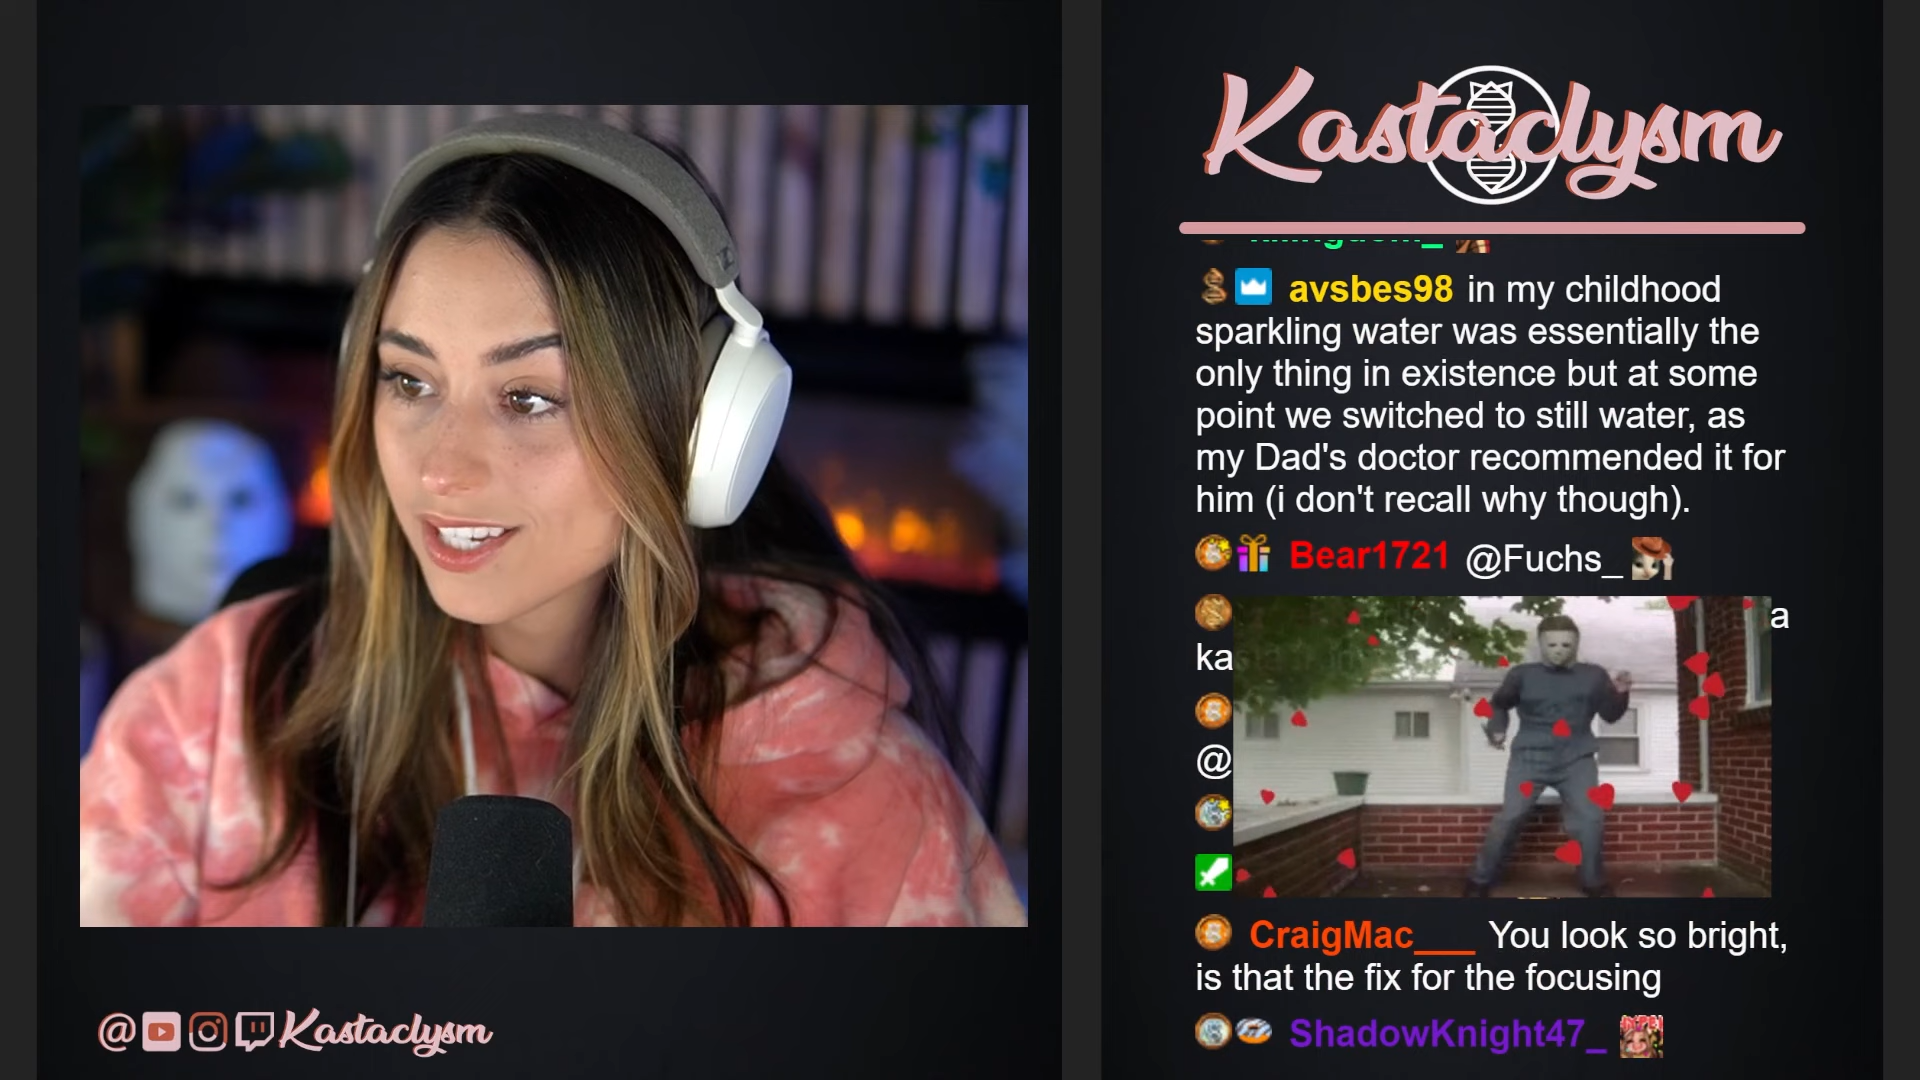 Kastaclysm
avsbes98 in my childhood
sparkling water was essentially the
only thing in existence but at some
point we switched to still water, as
my Dad's doctor recommended it for
him (i don't recall why though).
Bear1721 @Fuchs_
a
ka
@
CraigMac___ You look so bright,
is that the fix for the focusing
ShadowKnight47_
@ Kastaclysm